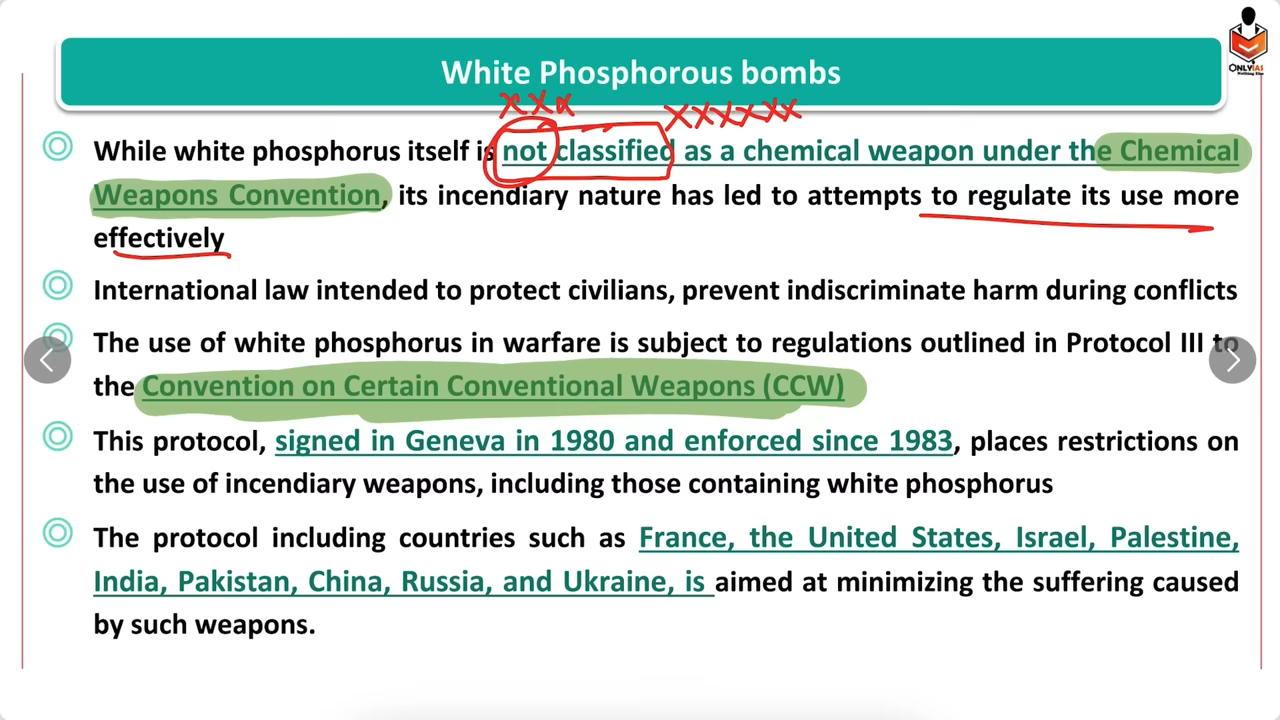 ONLYIAS
Nothing Else
White Phosphorous bombs
xxx xxxxxx
While white phosphorus itself is not classified as a chemical weapon under the Chemical
Weapons Convention, its incendiary nature has led to attempts to regulate its use more
effectively
International law intended to protect civilians, prevent indiscriminate harm during conflicts
The use of white phosphorus in warfare is subject to regulations outlined in Protocol III to
the Convention on Certain Conventional Weapons (CCW)
This protocol, signed in Geneva in 1980 and enforced since 1983, places restrictions on
the use of incendiary weapons, including those containing white phosphorus
The protocol including countries such as France, the United States, Israel, Palestine,
India, Pakistan, China, Russia, and Ukraine, is aimed at minimizing the suffering caused
by such weapons.